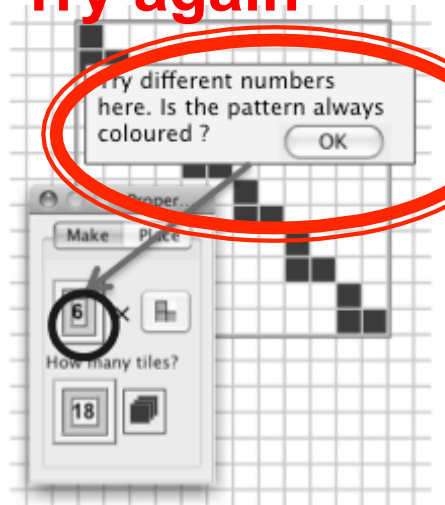 Try again
Try different numbers
here. Is the pattern always
coloured ?
OK
Proper...
Make Place
6 ×
How many tiles?
18